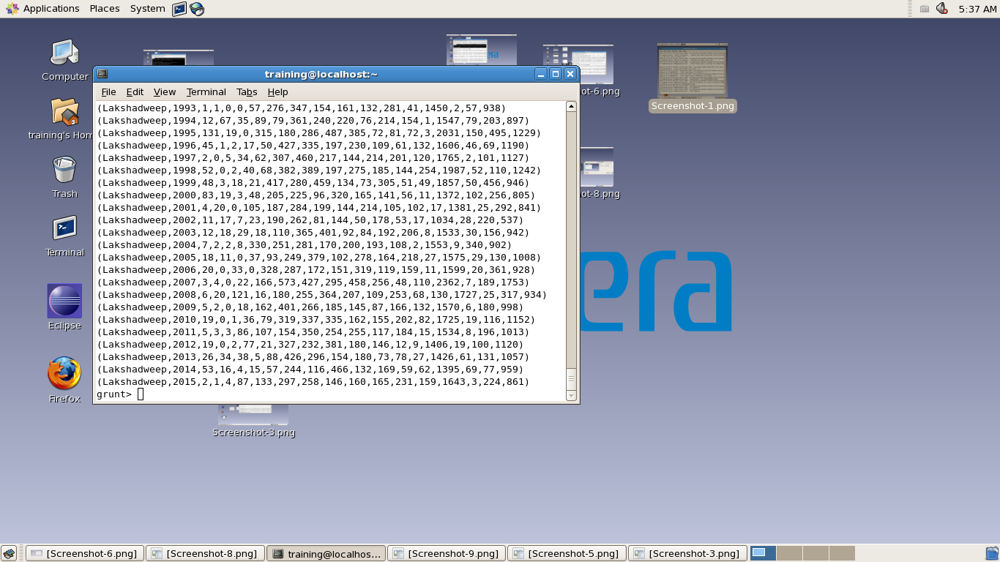 Applications Places System 5:37 AM
Computer
training's Hom
Trash
Terminal
Eclipse
Firefox
ot-6.png
Screenshot-1.png
ot-8.png
Screenshot-3.png
era
era
training@localhost:~
File Edit View Terminal Tabs Help
(Lakshadweep,1993,1,1,0,0,57,276,347,154,161,132,281,41,1450,2,57,938)
(Lakshadweep,1994,12,67,35,89,79,361,240,220,76,214,154,1,1547,79,203,897)
(Lakshadweep,1995,131,19,0,315,180,286,487,385,72,81,72,3,2031,150,495,1229)
(Lakshadweep,1996,45,1,2,17,50,427,335,197,230,109,61,132,1606,46,69,1190)
(Lakshadweep,1997,2,0,5,34,62,307,460,217,144,214,201,120,1765,2,101,1127)
(Lakshadweep,1998,52,0,2,40,68,382,389,197,275,185,144,254,1987,52,110,1242)
(Lakshadweep,1999,48,3,18,21,417,280,459,134,73,305,51,49,1857,50,456,946)
(Lakshadweep,2000,83,19,3,48,205,225,96,320,165,141,56,11,1372,102,256,805)
(Lakshadweep,2001,4,20,0,105,187,284,199,144,214,105,102,17,1381,25,292,841)
(Lakshadweep,2002,11,17,7,23,190,262,81,144,50,178,53,17,1034,28,220,537)
(Lakshadweep,2003,12,18,29,18,110,365,401,92,84,192,206,8,1533,30,156,942)
(Lakshadweep,2004,7,2,2,8,330,251,281,170,200,193,108,2,1553,9,340,902)
(Lakshadweep,2005,18,11,0,37,93,249,379,102,278,164,218,27,1575,29,130,1008)
(Lakshadweep,2006,20,0,33,0,328,287,172,151,319,119,159,11,1599,20,361,928)
(Lakshadweep,2007,3,4,0,22,166,573,427,295,458,256,48,110,2362,7,189,1753)
(Lakshadweep,2008,6,20,121,16,180,255,364,207,109,253,68,130,1727,25,317,934)
(Lakshadweep,2009,5,2,0,18,162,401,266,185,145,87,166,132,1570,6,180,998)
(Lakshadweep,2010,19,0,1,36,79,319,337,335,162,155,202,82,1725,19,116,1152)
(Lakshadweep,2011,5,3,3,86,107,154,350,254,255,117,184,15,1534,8,196,1013)
(Lakshadweep,2012,19,0,2,77,21,327,232,381,180,146,12,9,1406,19,100,1120)
(Lakshadweep,2013,26,34,38,5,88,426,296,154,180,73,78,27,1426,61,131,1057)
(Lakshadweep,2014,53,16,4,15,57,244,116,466,132,169,59,62,1395,69,77,959)
(Lakshadweep,2015,2,1,4,87,133,297,258,146,160,165,231,159,1643,3,224,861)
grunt>
[Screenshot-6.png] [Screenshot-8.png] training@localhos... [Screenshot-9.png] [Screenshot-5.png] [Screenshot-3.png]